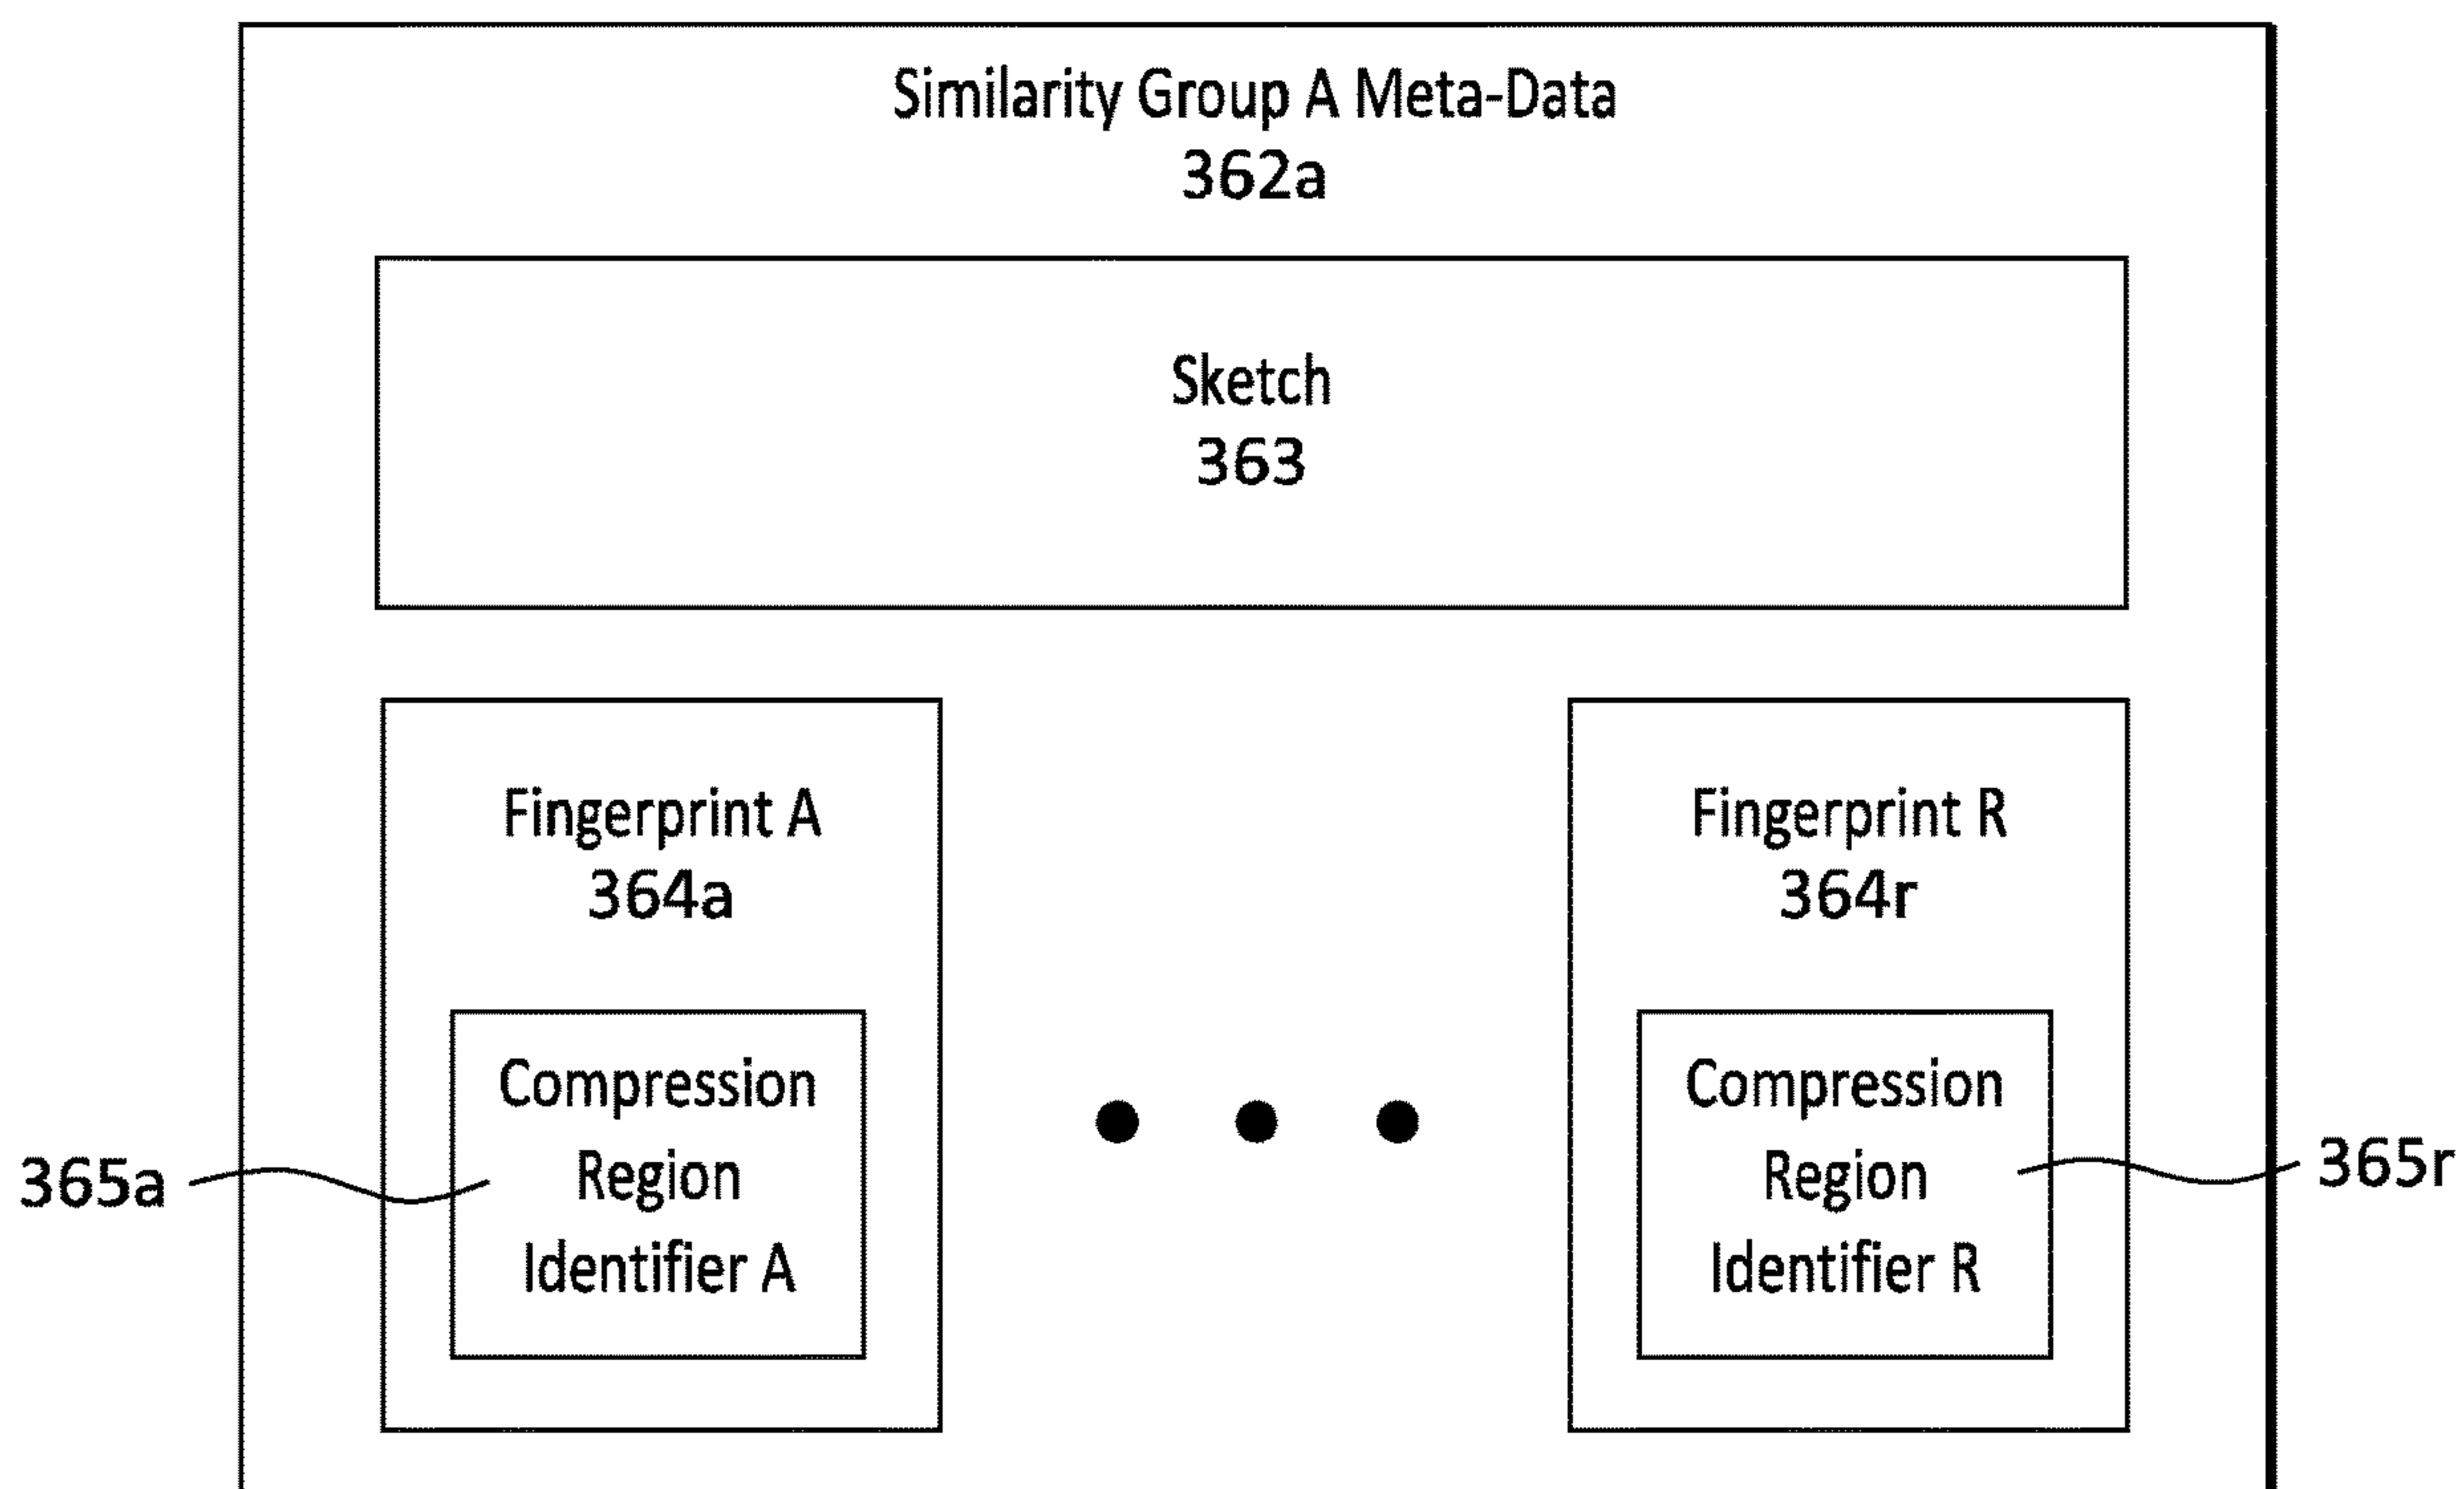 Similarity Group A Meta-Data
362a
Sketch
363
Fingerprint A
364a
Compression
Region
Identifier A
365a
Fingerprint R
364r
Compression
Region
Identifier R
365r